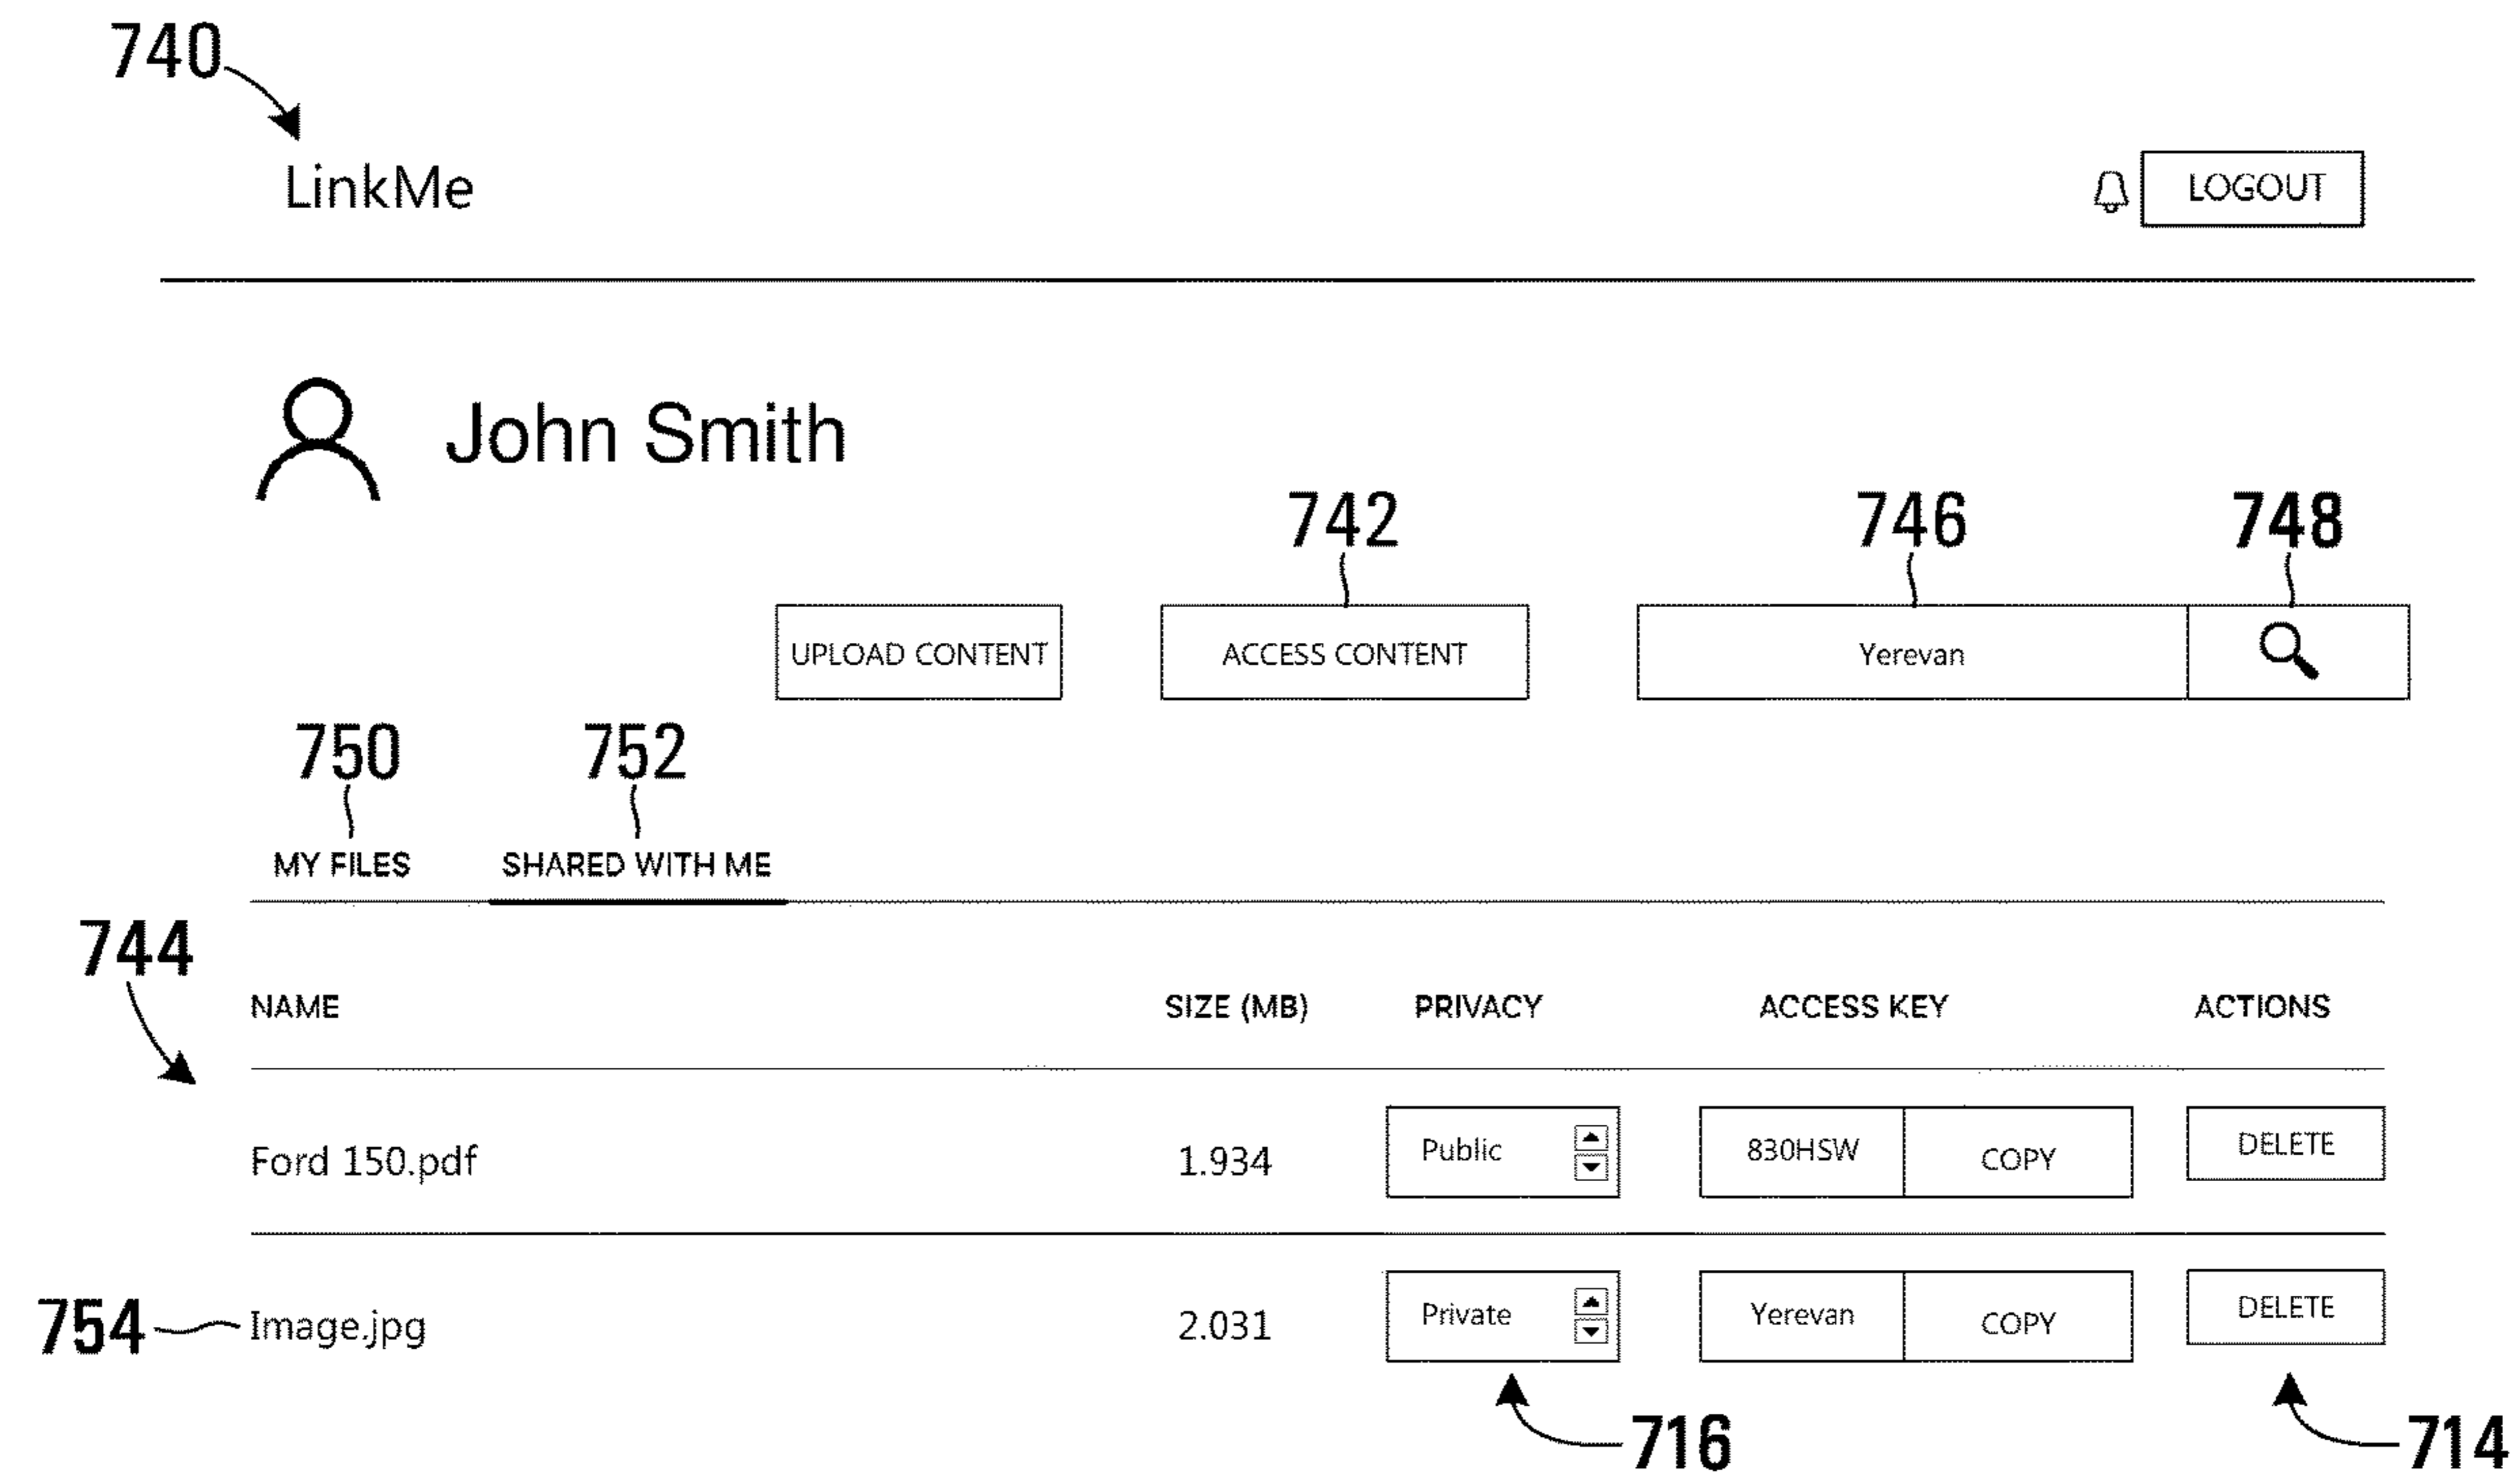 740
LinkMe
LOGOUT
John Smith
742 746 748
UPLOAD CONTENT ACCESS CONTENT Yerevan
750 752
MY FILES SHARED WITH ME
744
NAME SIZE (MB) PRIVACY ACCESS KEY ACTIONS
Ford 150.pdf 1.934 Public 830HSW COPY DELETE
754 Image.jpg 2.031 Private Yerevan COPY DELETE
716 714